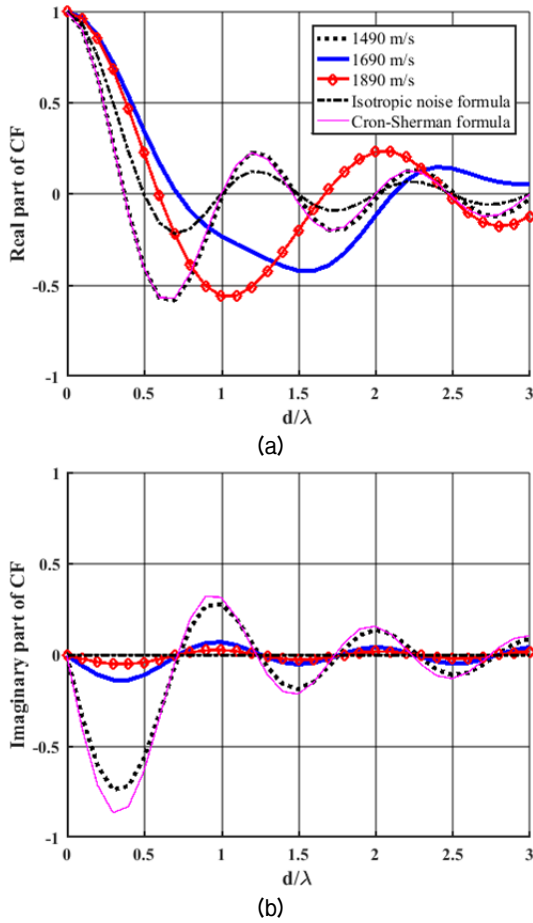 1
1490 m/s
1690 m/s
1890 m/s
Isotropic noise formula
Cron-Sherman formula
0.5
0
-0.5
-1
Real part of CF
0 0.5 1 1.5 2 2.5 3
d/λ
(a)
1
0.5
0
-0.5
-1
Imaginary part of CF
0 0.5 1 1.5 2 2.5 3
d/λ
(b)